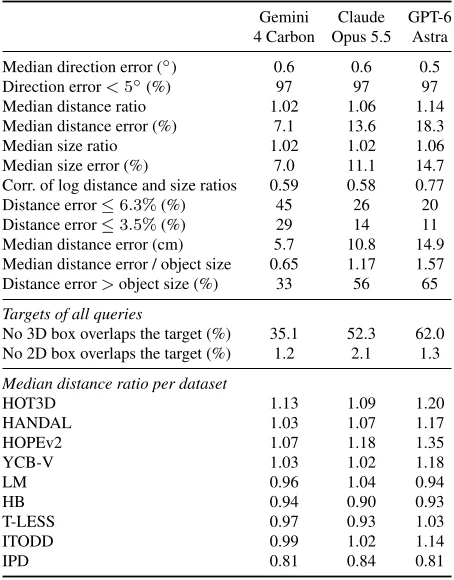 Gemini Claude GPT-6
4 Carbon Opus 5.5 Astra
Median direction error (°) 0.6 0.6 0.5
Direction error < 5° (%) 97 97 97
Median distance ratio 1.02 1.06 1.14
Median distance error (%) 7.1 13.6 18.3
Median size ratio 1.02 1.02 1.06
Median size error (%) 7.0 11.1 14.7
Corr. of log distance and size ratios 0.59 0.58 0.77
Distance error ≤ 6.3% (%) 45 26 20
Distance error ≤ 3.5% (%) 29 14 11
Median distance error (cm) 5.7 10.8 14.9
Median distance error / object size 0.65 1.17 1.57
Distance error > object size (%) 33 56 65
Targets of all queries
No 3D box overlaps the target (%) 35.1 52.3 62.0
No 2D box overlaps the target (%) 1.2 2.1 1.3
Median distance ratio per dataset
HOT3D 1.13 1.09 1.20
HANDAL 1.03 1.07 1.17
HOPEv2 1.07 1.18 1.35
YCB-V 1.03 1.02 1.18
LM 0.96 1.04 0.94
HB 0.94 0.90 0.93
T-LESS 0.97 0.93 1.03
ITODD 0.99 1.02 1.14
IPD 0.81 0.84 0.81